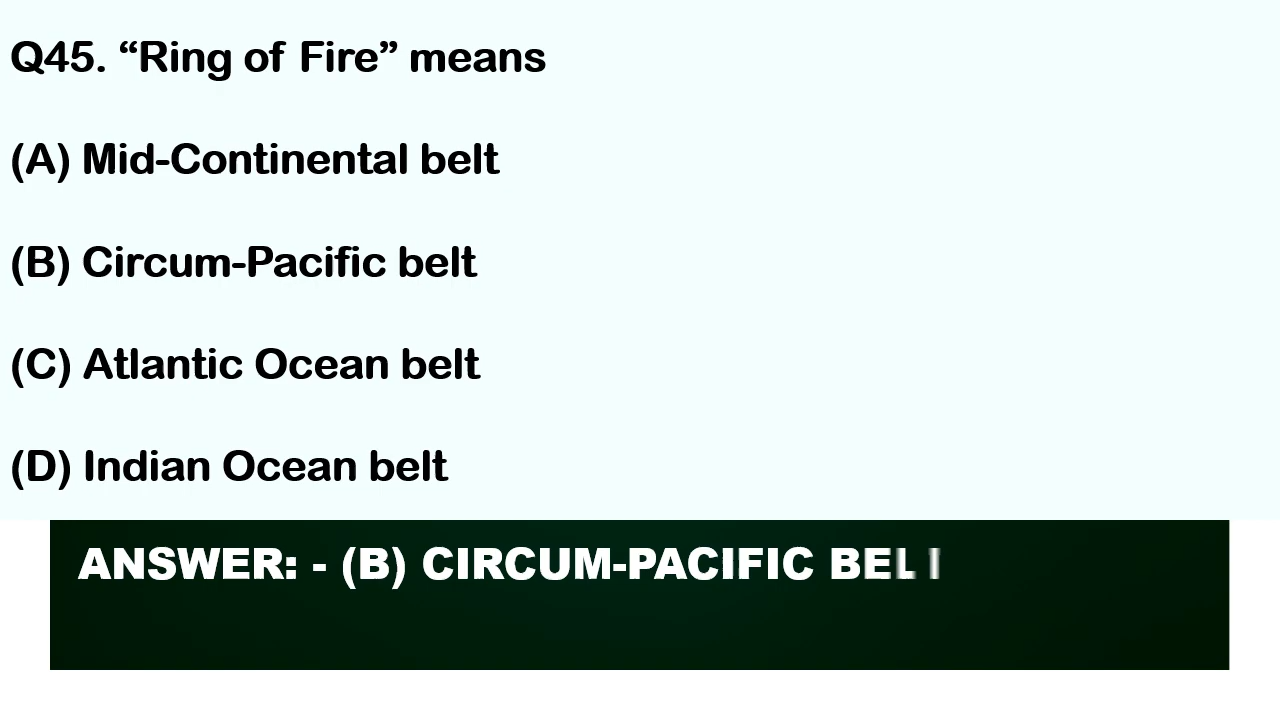 Q45. “Ring of Fire” means
(A) Mid-Continental belt
(B) Circum-Pacific belt
(C) Atlantic Ocean belt
(D) Indian Ocean belt
ANSWER: - (B) CIRCUM-PACIFIC